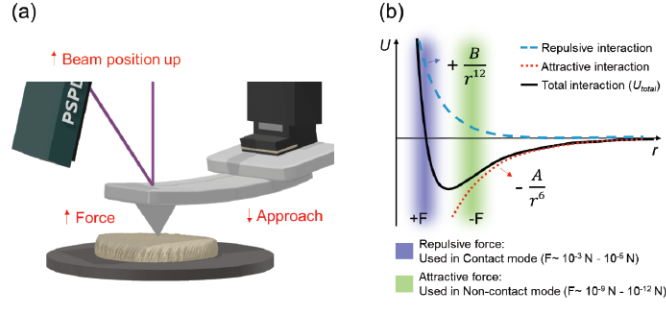 (a)
↑ Beam position up
PSPD
↑ Force
↓ Approach
(b)
U
+ B/r¹²
Repulsive interaction
Attractive interaction
Total interaction (U_total)
r
- A/r⁶
+F
-F
Repulsive force:
Used in Contact mode (F~ 10⁻³ N - 10⁻⁵ N)
Attractive force:
Used in Non-contact mode (F~ 10⁻⁹ N - 10⁻¹² N)